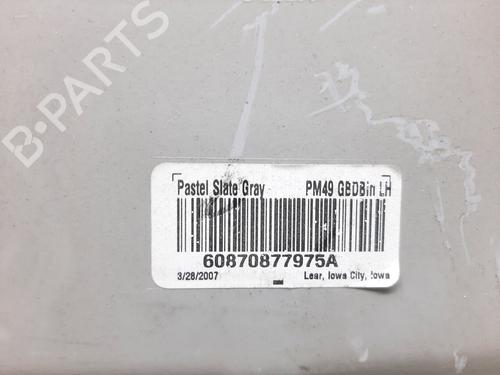 B-PARTS
Pastel Slate Gray PM49 GBDBin LH
60870877975A
3/28/2007 Lear, Iowa City, Iowa